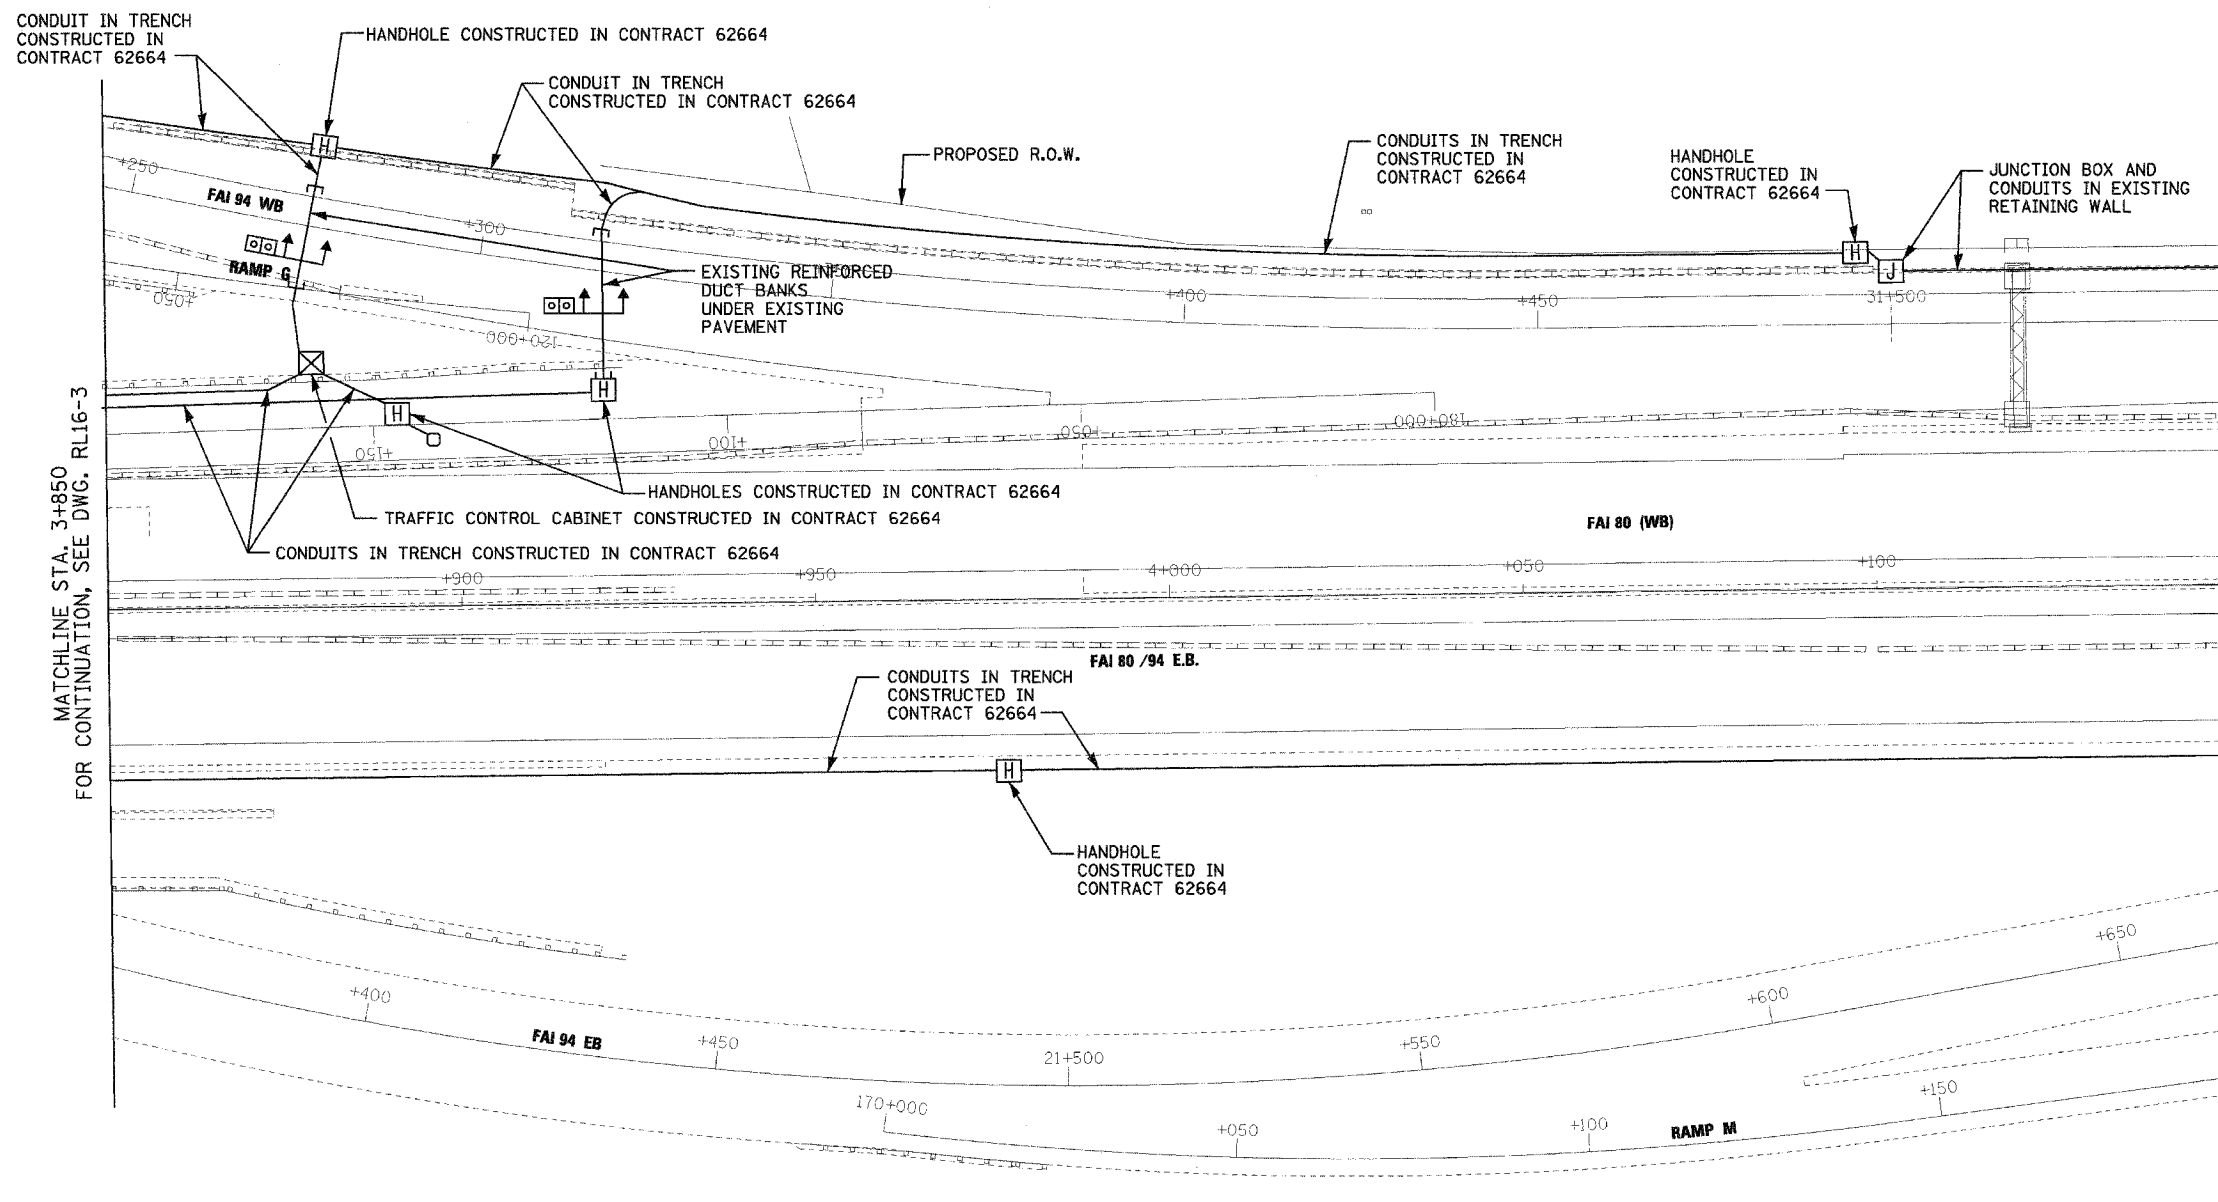 CONDUIT IN TRENCH
CONSTRUCTED IN
CONTRACT 62664
HANDHOLE CONSTRUCTED IN CONTRACT 62664
CONDUIT IN TRENCH
CONSTRUCTED IN CONTRACT 62664
PROPOSED R.O.W.
CONDUITS IN TRENCH
CONSTRUCTED IN
CONTRACT 62664
HANDHOLE
CONSTRUCTED IN
CONTRACT 62664
JUNCTION BOX AND
CONDUITS IN EXISTING
RETAINING WALL
H
+250
FAI 94 WB
+300
RAMP G
+050
EXISTING REINFORCED
DUCT BANKS
UNDER EXISTING
PAVEMENT
H
J
+400
+450
31+500
120+000
H
H
+150
+100
+050
180+000
HANDHOLES CONSTRUCTED IN CONTRACT 62664
TRAFFIC CONTROL CABINET CONSTRUCTED IN CONTRACT 62664
CONDUITS IN TRENCH CONSTRUCTED IN CONTRACT 62664
MATCHLINE STA. 3+850
FOR CONTINUATION, SEE DWG. RL16-3
FAI 80 (WB)
+900
+950
4+000
+050
+100
FAI 80 /94 E.B.
CONDUITS IN TRENCH
CONSTRUCTED IN
CONTRACT 62664
H
HANDHOLE
CONSTRUCTED IN
CONTRACT 62664
+400
FAI 94 EB
+450
21+500
+550
+600
+650
170+000
+050
+100
RAMP M
+150